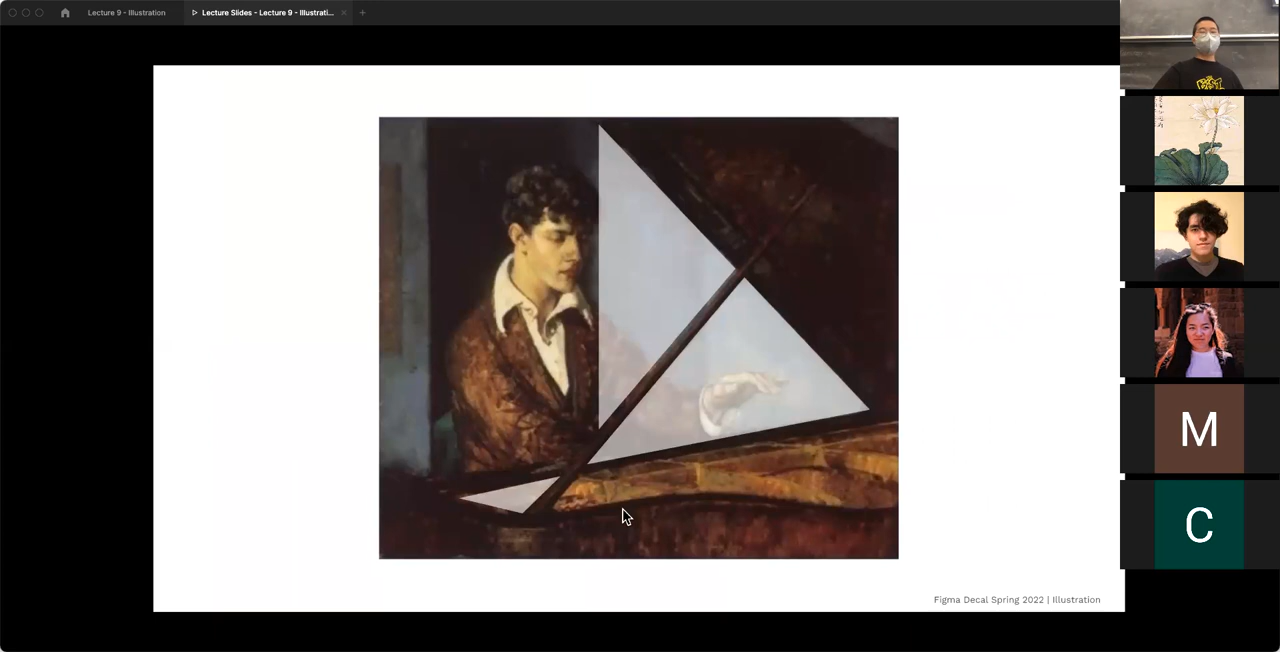 Lecture 9 - Illustration
Lecture Slides - Lecture 9 - Illustrati...
Figma Decal Spring 2022 | Illustration
M
C